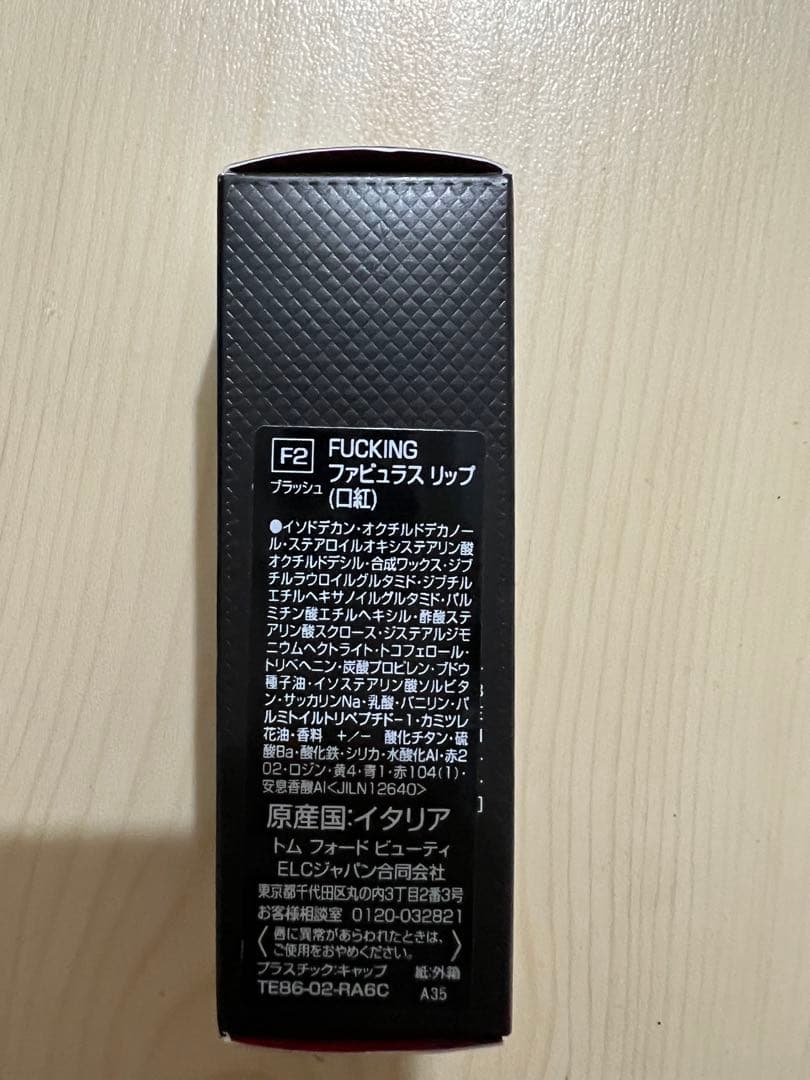 F2 FUCKING
ブラッシュ ファビュラス リップ
(口紅)
●イソドデカン・オクチルドデカノー
ル・ステアロイルオキシステアリン酸
オクチルドデシル・合成ワックス・ジブ
チルラウロイルグルタミド・ジブチル
エチルヘキサノイルグルタミド・パル
ミチン酸エチルヘキシル・酢酸ステ
アリン酸スクロース・ジステアルジモ
ニウムヘクトライト・トコフェロール・
トリベヘニン・炭酸プロピレン・ブドウ
種子油・イソステアリン酸ソルビタ
ン・サッカリンNa・乳酸・バニリン・パ
ルミトイルトリペプチド-1・カミツレ
花油・香料 +/- 酸化チタン・硫
酸Ba・酸化鉄・シリカ・水酸化Al・赤2
02・ロジン・黄4・青1・赤104(1)・
安息香酸Al<JILN12640>
原産国:イタリア
トム フォード ビューティ
ELCジャパン合同会社
東京都千代田区丸の内3丁目2番3号
お客様相談室 0120-032821
〈唇に異常があらわれたときは、
ご使用をおやめください。〉
プラスチック:キャップ 紙:外箱
TE86-02-RA6C A35